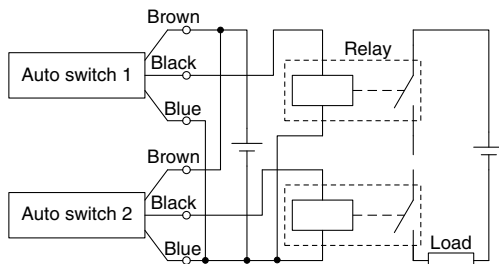 Brown
Auto switch 1
Black
Blue
Relay
Brown
Auto switch 2
Black
Blue
Load